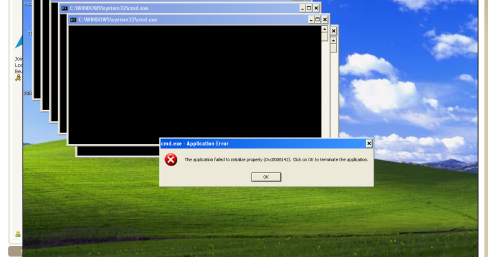 C:\WINDOWS\system32\cmd.exe
C:\WINDOWS\system32\cmd.exe
cmd.exe - Application Error
The application failed to initialize properly (0xc0000142). Click on OK to terminate the application.
OK